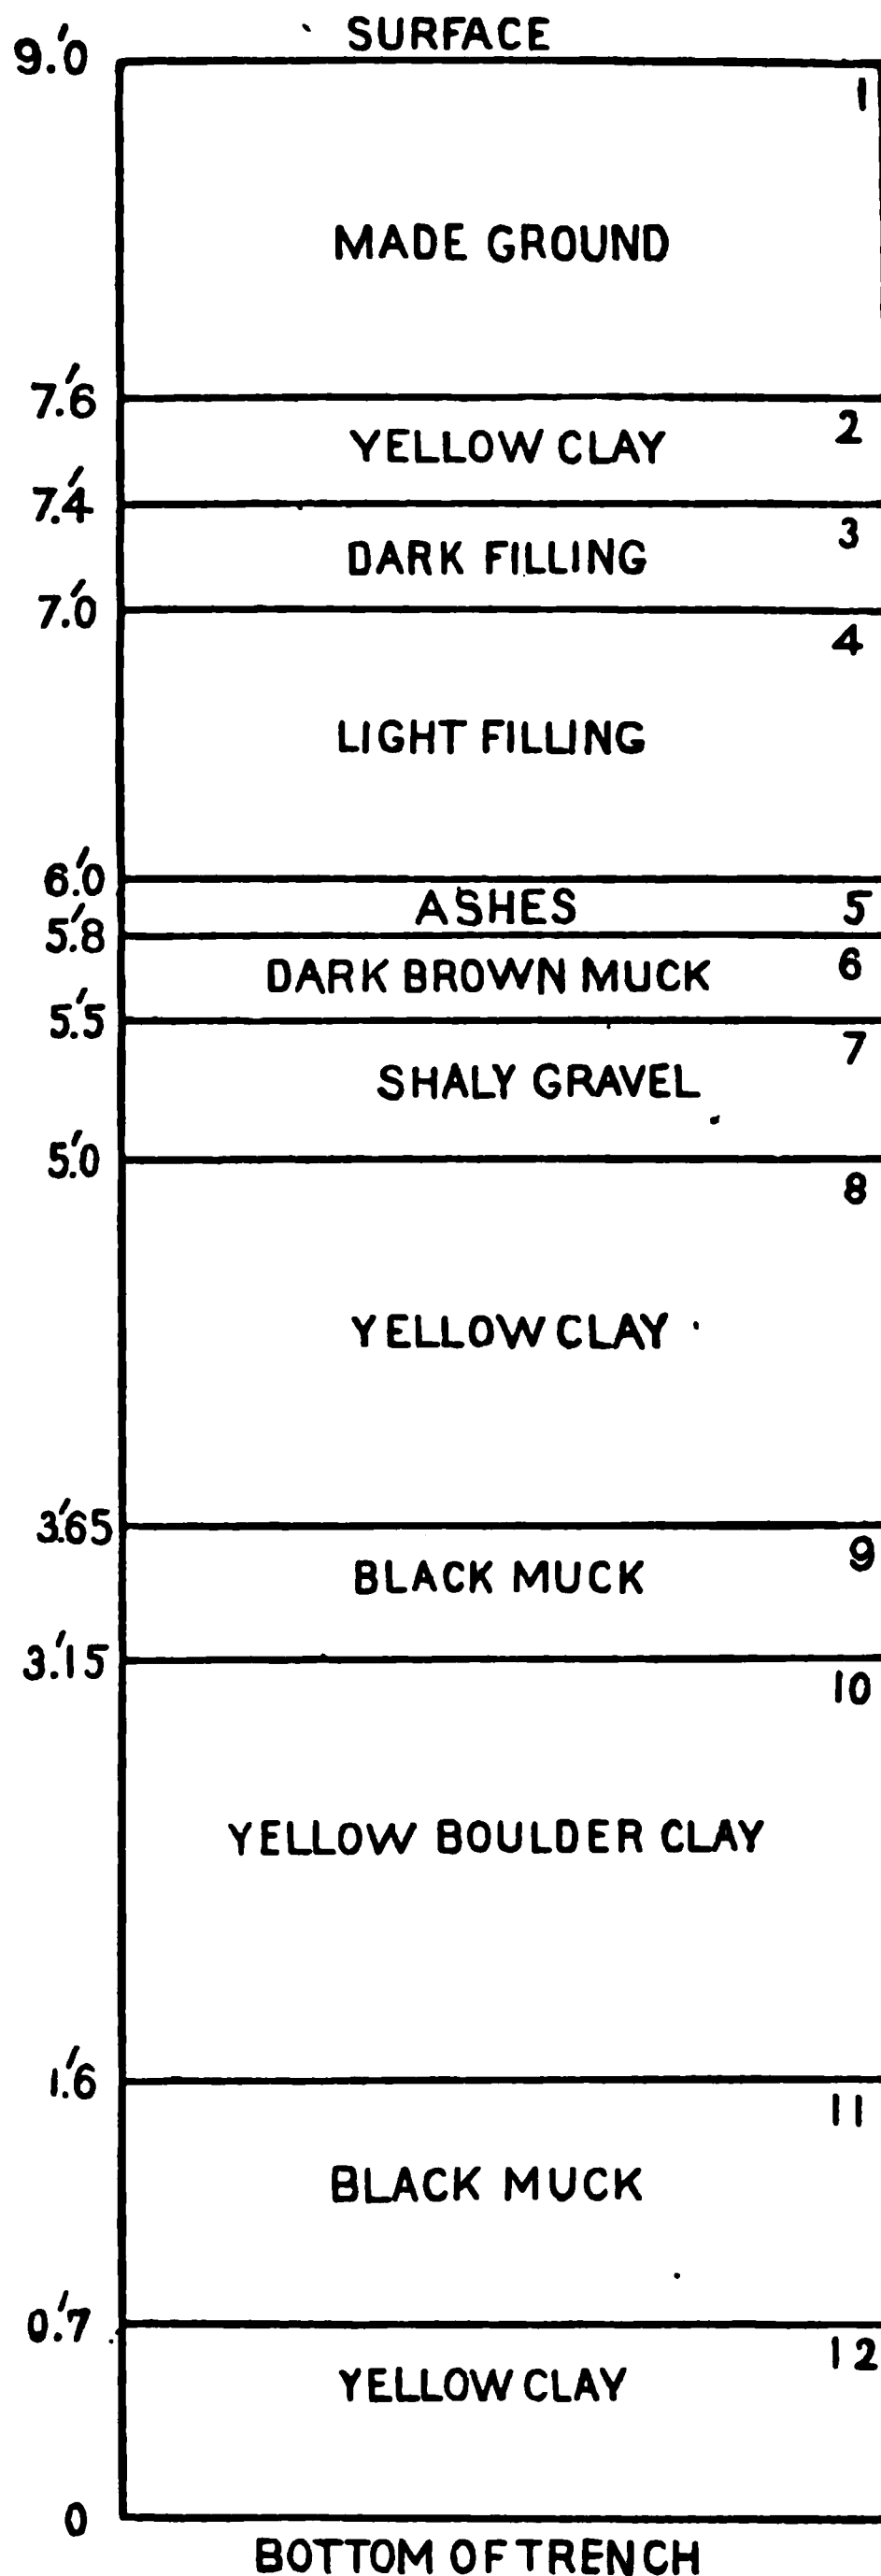 SURFACE
9.'0
1
MADE GROUND
7.'6
2
YELLOW CLAY
7.'4
3
DARK FILLING
7.'0
4
LIGHT FILLING
6.'0
ASHES 5
5.'8
DARK BROWN MUCK 6
5.'5
7
SHALY GRAVEL
5.'0
8
YELLOW CLAY
3.'65
9
BLACK MUCK
3.'15
10
YELLOW BOULDER CLAY
1.'6
11
BLACK MUCK
0.'7
12
YELLOW CLAY
0
BOTTOM OF TRENCH